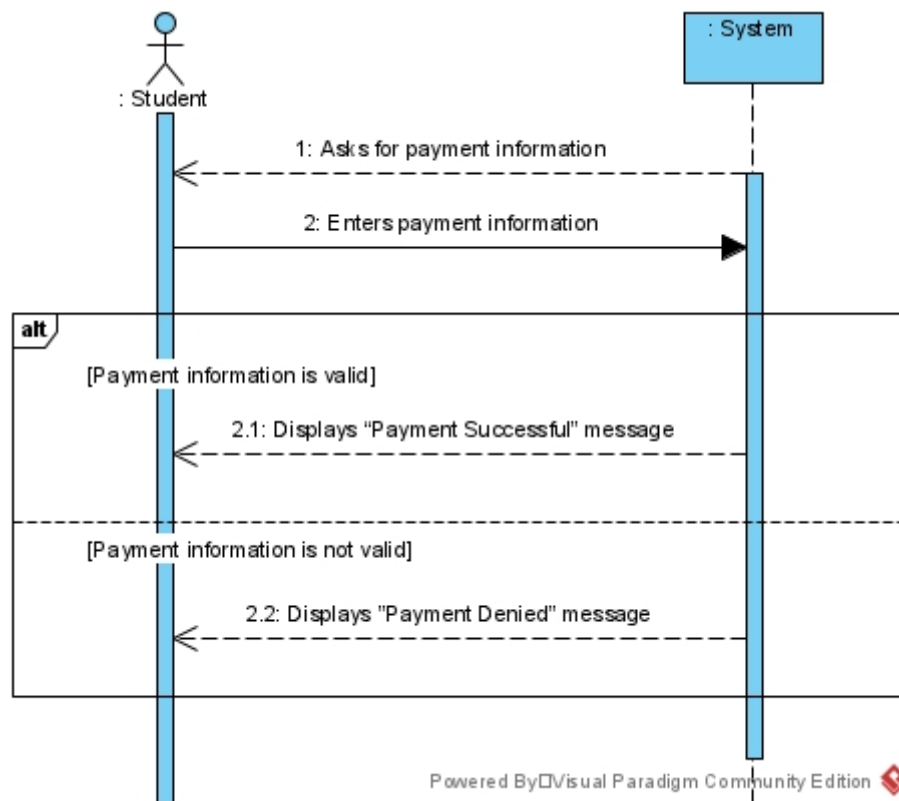 : System
: Student
1: Asks for payment information
2: Enters payment information
alt
[Payment information is valid]
2.1: Displays “Payment Successful” message
[Payment information is not valid]
2.2: Displays "Payment Denied” message
Powered By□Visual Paradigm Community Edition